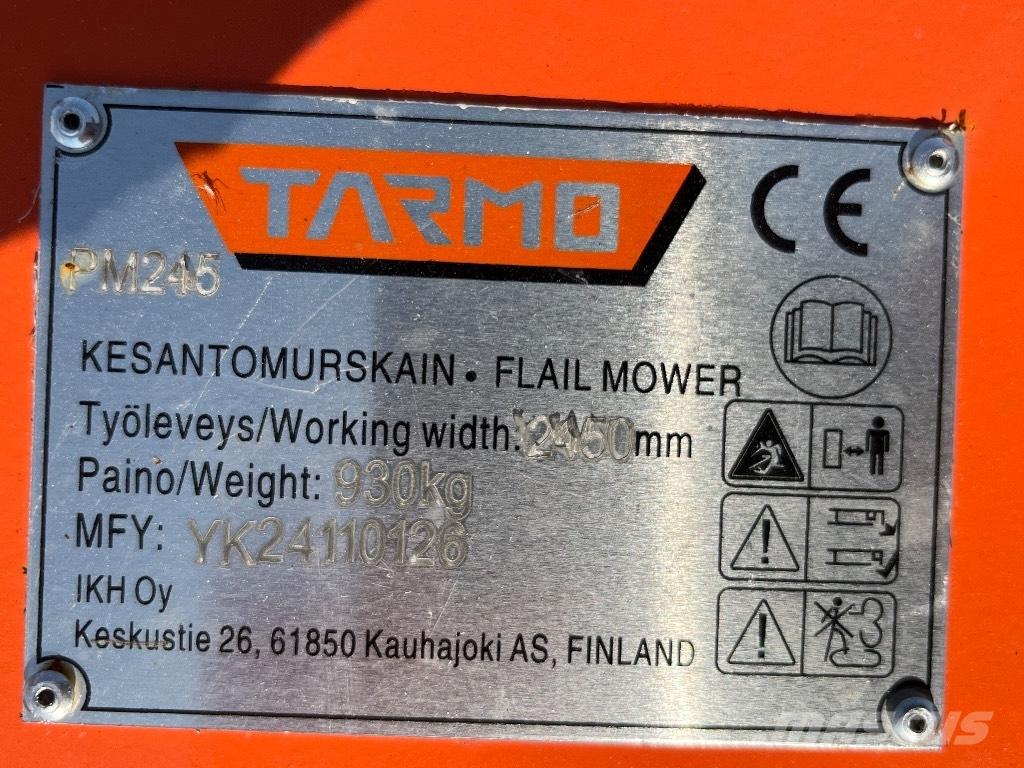 TARMO
CE
PM245
KESANTOMURSKAIN • FLAIL MOWER
Työleveys/Working width: 2450mm
Paino/Weight: 930kg
MFY: YK24110126
IKH Oy
Keskustie 26, 61850 Kauhajoki AS, FINLAND
mascus